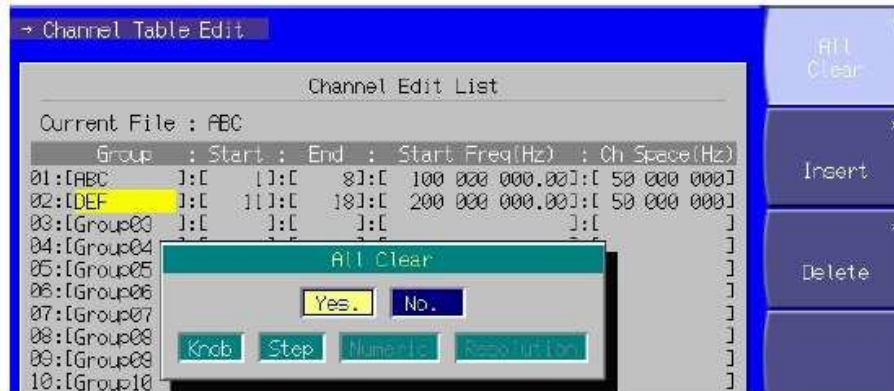 → Channel Table Edit
All
Clear
Channel Edit List
Current File : ABC
Group : Start : End : Start Freq(Hz) : Ch Space(Hz)
01:[ABC ]:[ 1]:[ 8]:[ 100 000 000.00]:[ 50 000 000]
02:[DEF ]:[ 11]:[ 18]:[ 200 000 000.00]:[ 50 000 000]
03:[Group03 ]:[ ]:[ ]:[ ]:[ ]
04:[Group04 ]
05:[Group05 ]
06:[Group06 ]
07:[Group07 ]
08:[Group08 ]
09:[Group09 ]
10:[Group10 ]
All Clear
Yes. No.
Knob Step Numeric Resolution
Insert
Delete